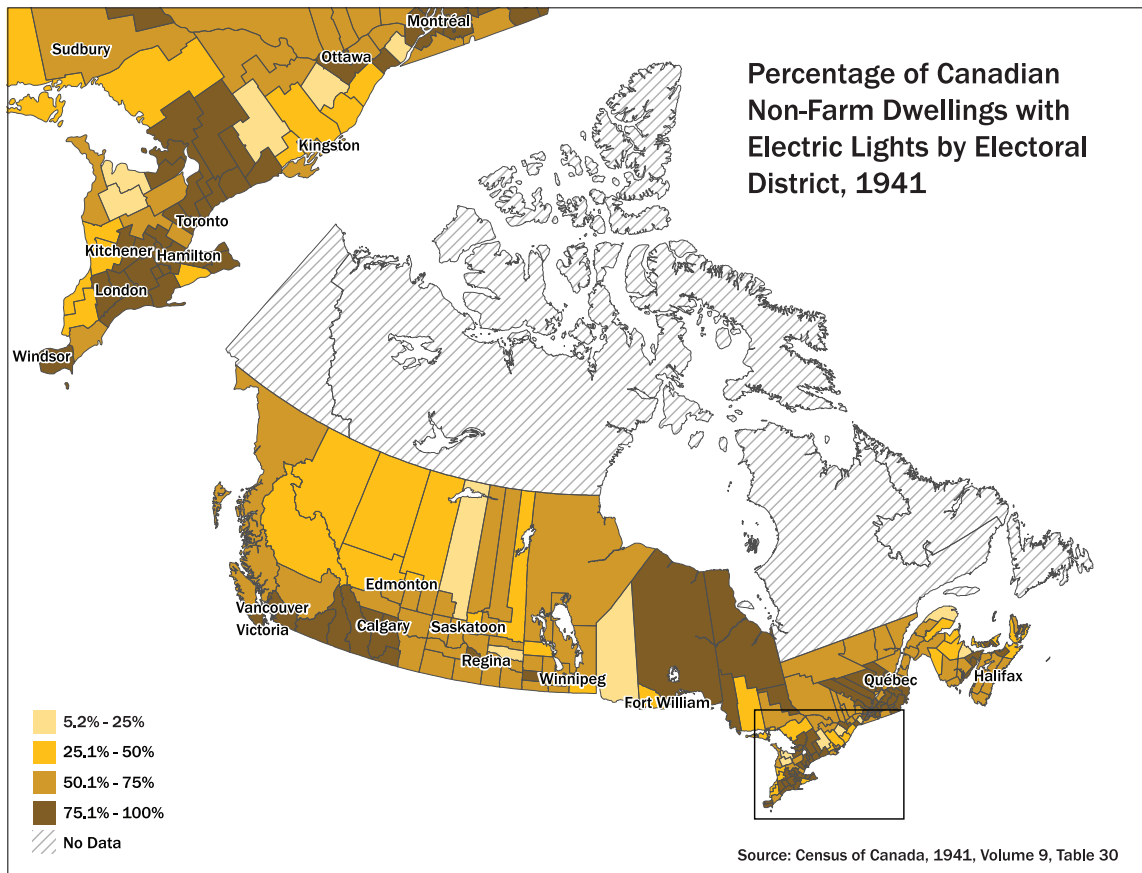 Percentage of Canadian
Non-Farm Dwellings with
Electric Lights by Electoral
District, 1941
Montréal
Sudbury
Ottawa
Kingston
Toronto
Kitchener
Hamilton
London
Windsor
Edmonton
Vancouver
Victoria
Calgary
Saskatoon
Regina
Winnipeg
Fort William
Québec
Halifax
5.2% - 25%
25.1% - 50%
50.1% - 75%
75.1% - 100%
No Data
Source: Census of Canada, 1941, Volume 9, Table 30